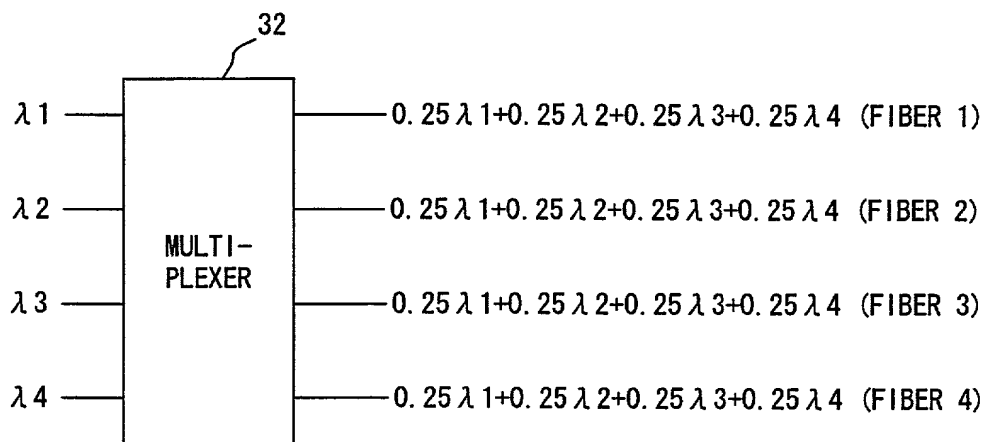 32
λ1 0.25λ1+0.25λ2+0.25λ3+0.25λ4 (FIBER 1)
λ2 0.25λ1+0.25λ2+0.25λ3+0.25λ4 (FIBER 2)
MULTI-
PLEXER
λ3 0.25λ1+0.25λ2+0.25λ3+0.25λ4 (FIBER 3)
λ4 0.25λ1+0.25λ2+0.25λ3+0.25λ4 (FIBER 4)